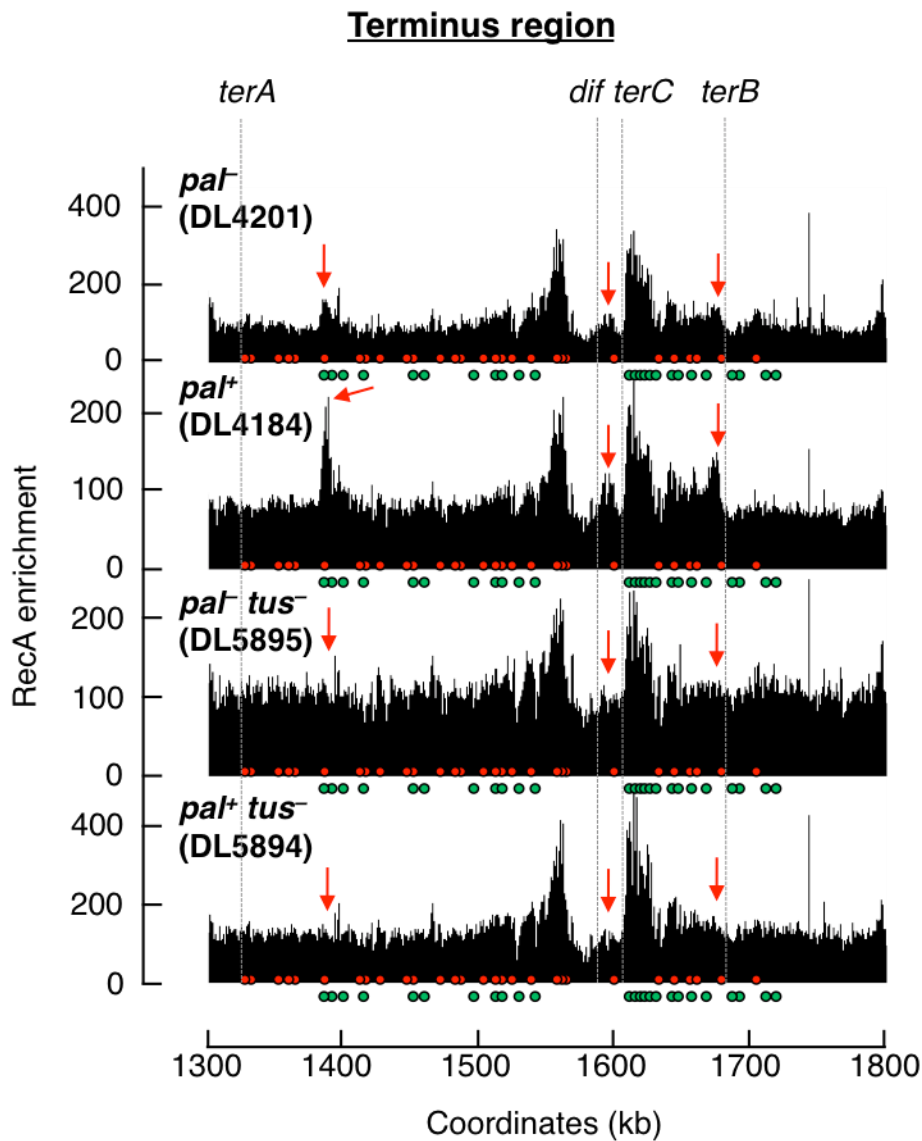 Terminus region
terA dif terC terB
pal–
(DL4201)
400
200
0
pal+
(DL4184)
200
100
0
pal– tus–
(DL5895)
200
100
0
pal+ tus–
(DL5894)
400
200
0
RecA enrichment
1300 1400 1500 1600 1700 1800
Coordinates (kb)